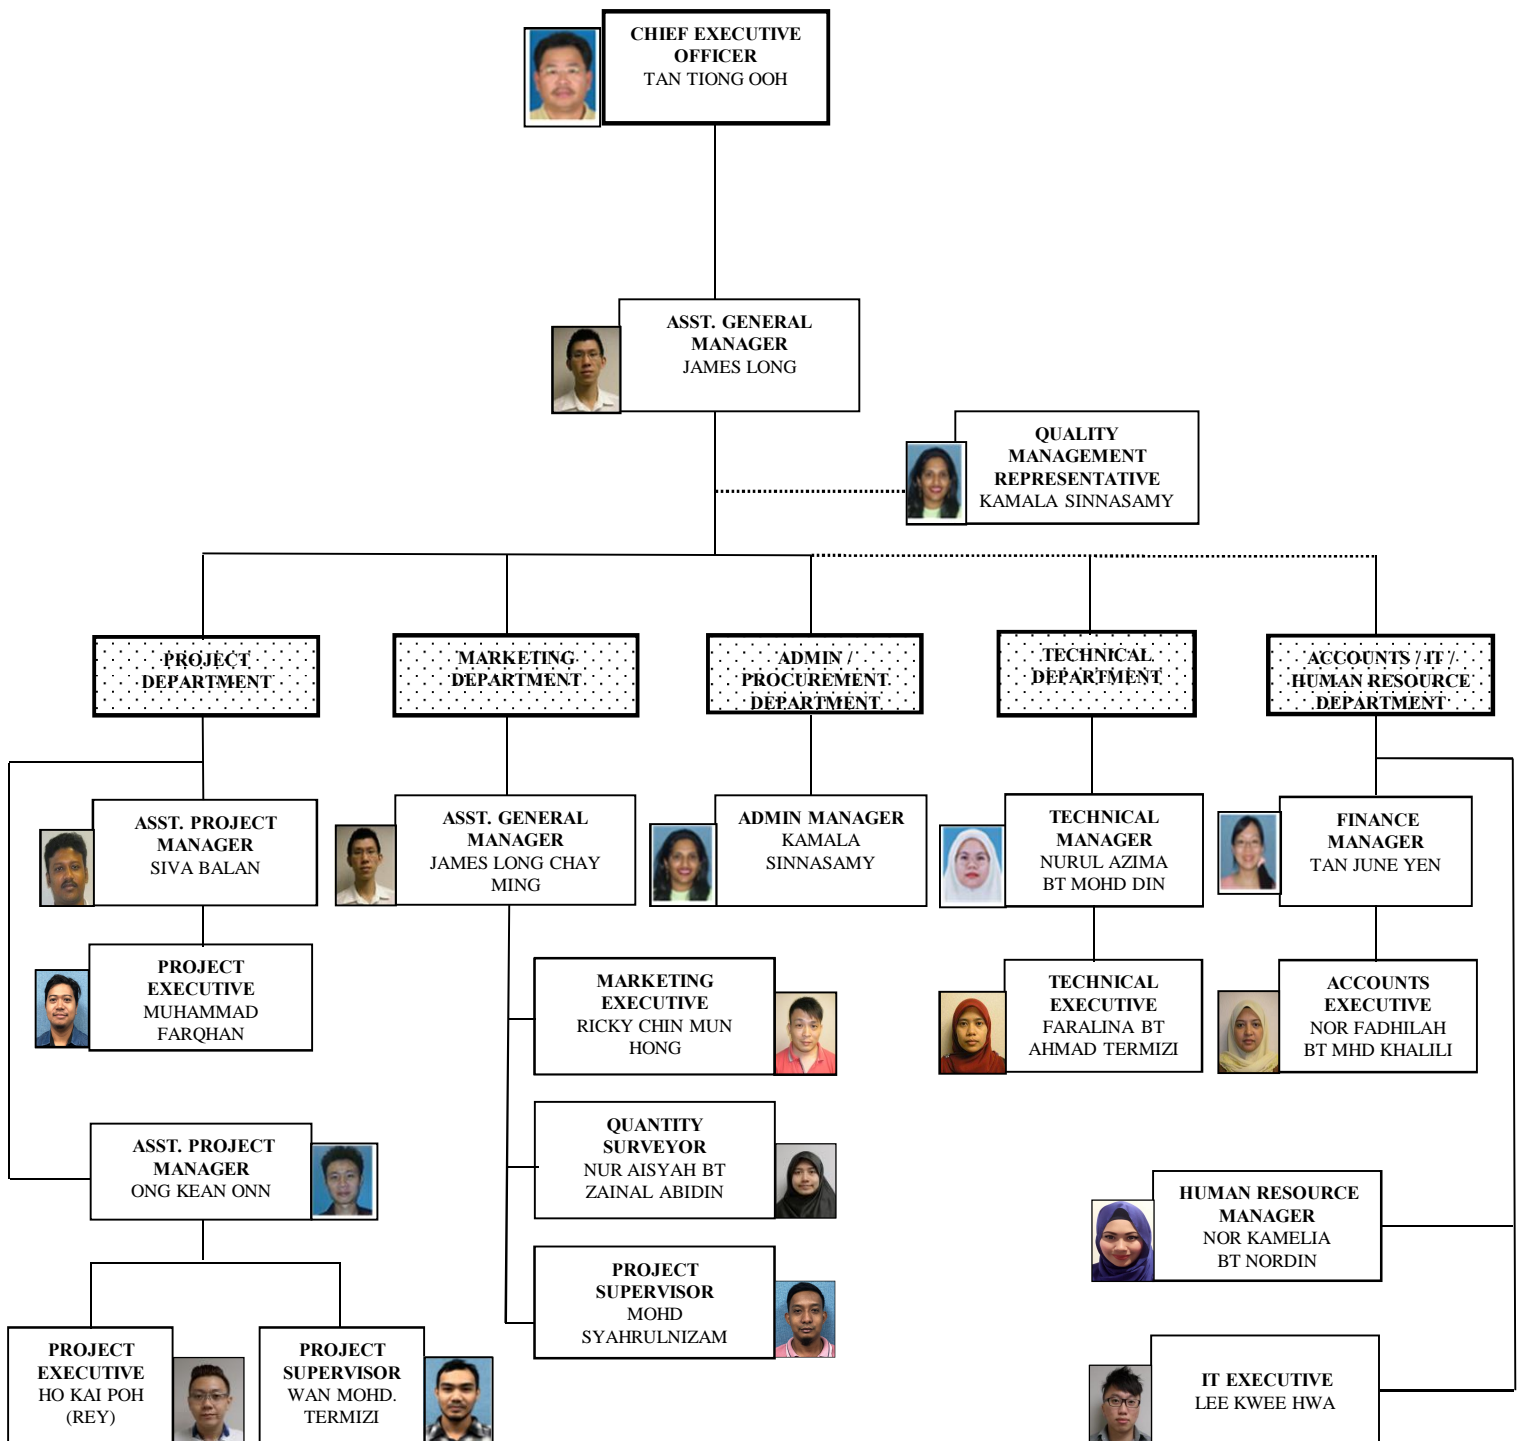 CHIEF EXECUTIVE
OFFICER
TAN TIONG OOH
ASST. GENERAL
MANAGER
JAMES LONG
QUALITY
MANAGEMENT
REPRESENTATIVE
KAMALA SINNASAMY
PROJECT
DEPARTMENT
MARKETING
DEPARTMENT
ADMIN /
PROCUREMENT
DEPARTMENT
TECHNICAL
DEPARTMENT
ACCOUNTS / IT /
HUMAN RESOURCE
DEPARTMENT
ASST. PROJECT
MANAGER
SIVA BALAN
ASST. GENERAL
MANAGER
JAMES LONG CHAY
MING
ADMIN MANAGER
KAMALA
SINNASAMY
TECHNICAL
MANAGER
NURUL AZIMA
BT MOHD DIN
FINANCE
MANAGER
TAN JUNE YEN
PROJECT
EXECUTIVE
MUHAMMAD
FARQHAN
MARKETING
EXECUTIVE
RICKY CHIN MUN
HONG
TECHNICAL
EXECUTIVE
FARALINA BT
AHMAD TERMIZI
ACCOUNTS
EXECUTIVE
NOR FADHILAH
BT MHD KHALILI
ASST. PROJECT
MANAGER
ONG KEAN ONN
QUANTITY
SURVEYOR
NUR AISYAH BT
ZAINAL ABIDIN
HUMAN RESOURCE
MANAGER
NOR KAMELIA
BT NORDIN
PROJECT
SUPERVISOR
MOHD
SYAHRULNIZAM
PROJECT
EXECUTIVE
HO KAI POH
(REY)
PROJECT
SUPERVISOR
WAN MOHD.
TERMIZI
IT EXECUTIVE
LEE KWEE HWA